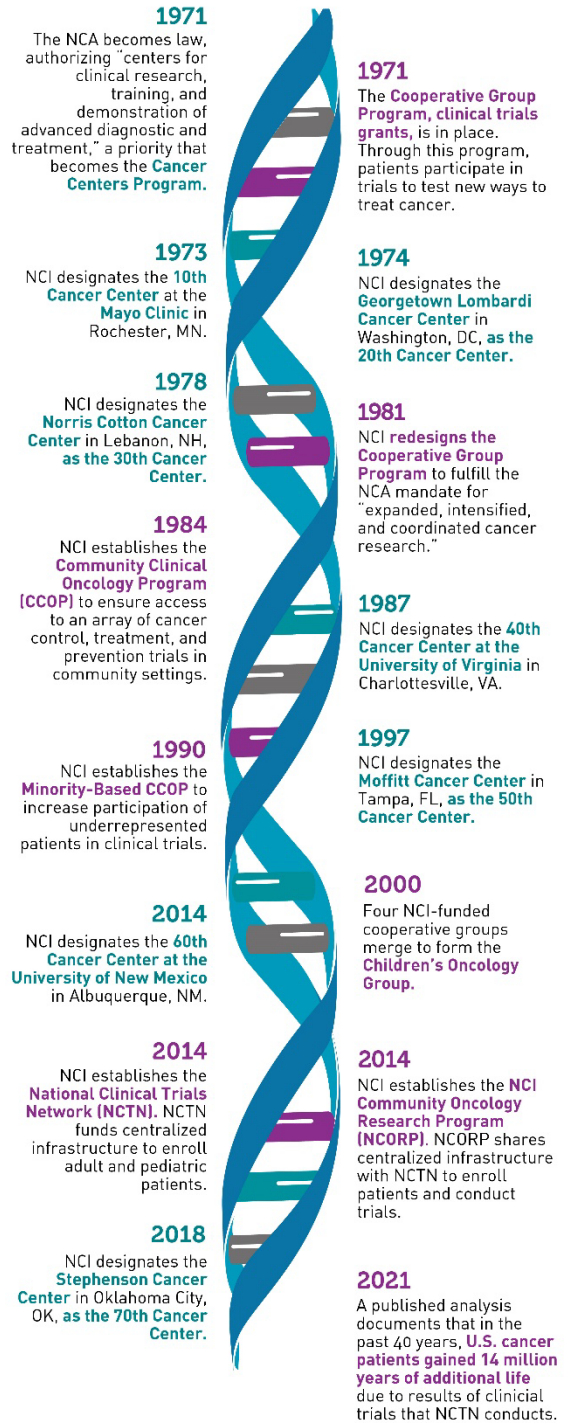 1971
The NCA becomes law,
authorizing “centers for
clinical research,
training, and
demonstration of
advanced diagnostic and
treatment,” a priority that
becomes the Cancer
Centers Program.
1971
The Cooperative Group
Program, clinical trials
grants, is in place.
Through this program,
patients participate in
trials to test new ways to
treat cancer.
1973
NCI designates the 10th
Cancer Center at the
Mayo Clinic in
Rochester, MN.
1974
NCI designates the
Georgetown Lombardi
Cancer Center in
Washington, DC, as the
20th Cancer Center.
1978
NCI designates the
Norris Cotton Cancer
Center in Lebanon, NH,
as the 30th Cancer
Center.
1981
NCI redesigns the
Cooperative Group
Program to fulfill the
NCA mandate for
“expanded, intensified,
and coordinated cancer
research.”
1984
NCI establishes the
Community Clinical
Oncology Program
(CCOP) to ensure access
to an array of cancer
control, treatment, and
prevention trials in
community settings.
1987
NCI designates the 40th
Cancer Center at the
University of Virginia in
Charlottesville, VA.
1990
NCI establishes the
Minority-Based CCOP to
increase participation of
underrepresented
patients in clinical trials.
1997
NCI designates the
Moffitt Cancer Center in
Tampa, FL, as the 50th
Cancer Center.
2000
Four NCI-funded
cooperative groups
merge to form the
Children’s Oncology
Group.
2014
NCI designates the 60th
Cancer Center at the
University of New Mexico
in Albuquerque, NM.
2014
NCI establishes the
National Clinical Trials
Network (NCTN). NCTN
funds centralized
infrastructure to enroll
adult and pediatric
patients.
2014
NCI establishes the NCI
Community Oncology
Research Program
(NCORP). NCORP shares
centralized infrastructure
with NCTN to enroll
patients and conduct
trials.
2018
NCI designates the
Stephenson Cancer
Center in Oklahoma City,
OK, as the 70th Cancer
Center.
2021
A published analysis
documents that in the
past 40 years, U.S. cancer
patients gained 14 million
years of additional life
due to results of clinicial
trials that NCTN conducts.